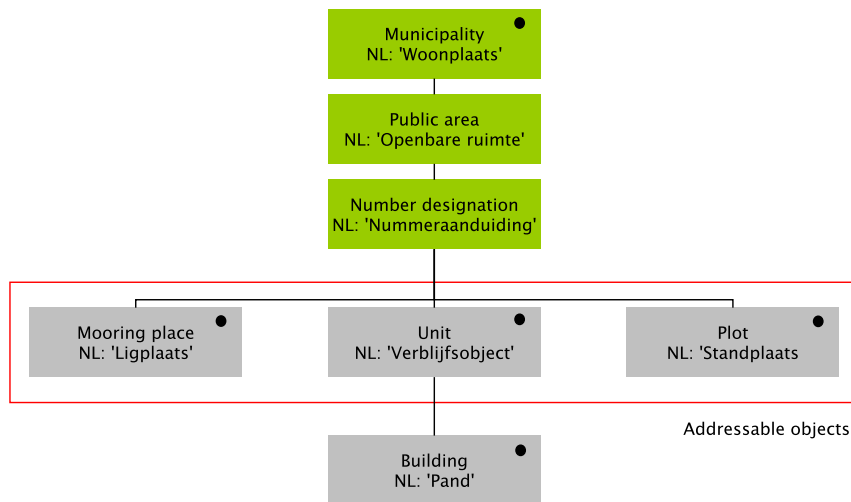 Municipality
NL: 'Woonplaats'
Public area
NL: 'Openbare ruimte'
Number designation
NL: 'Nummeraanduiding'
Mooring place
NL: 'Ligplaats'
Unit
NL: 'Verblijfsobject'
Plot
NL: 'Standplaats
Addressable objects
Building
NL: 'Pand'